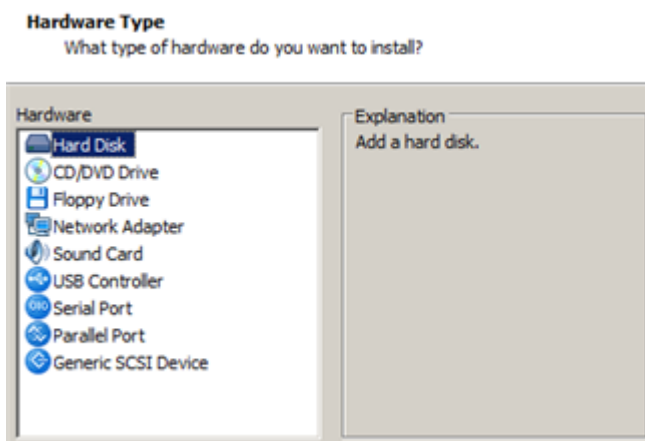 Hardware Type
What type of hardware do you want to install?
Hardware
Explanation
Hard Disk
Add a hard disk.
CD/DVD Drive
Floppy Drive
Network Adapter
Sound Card
USB Controller
Serial Port
Parallel Port
Generic SCSI Device